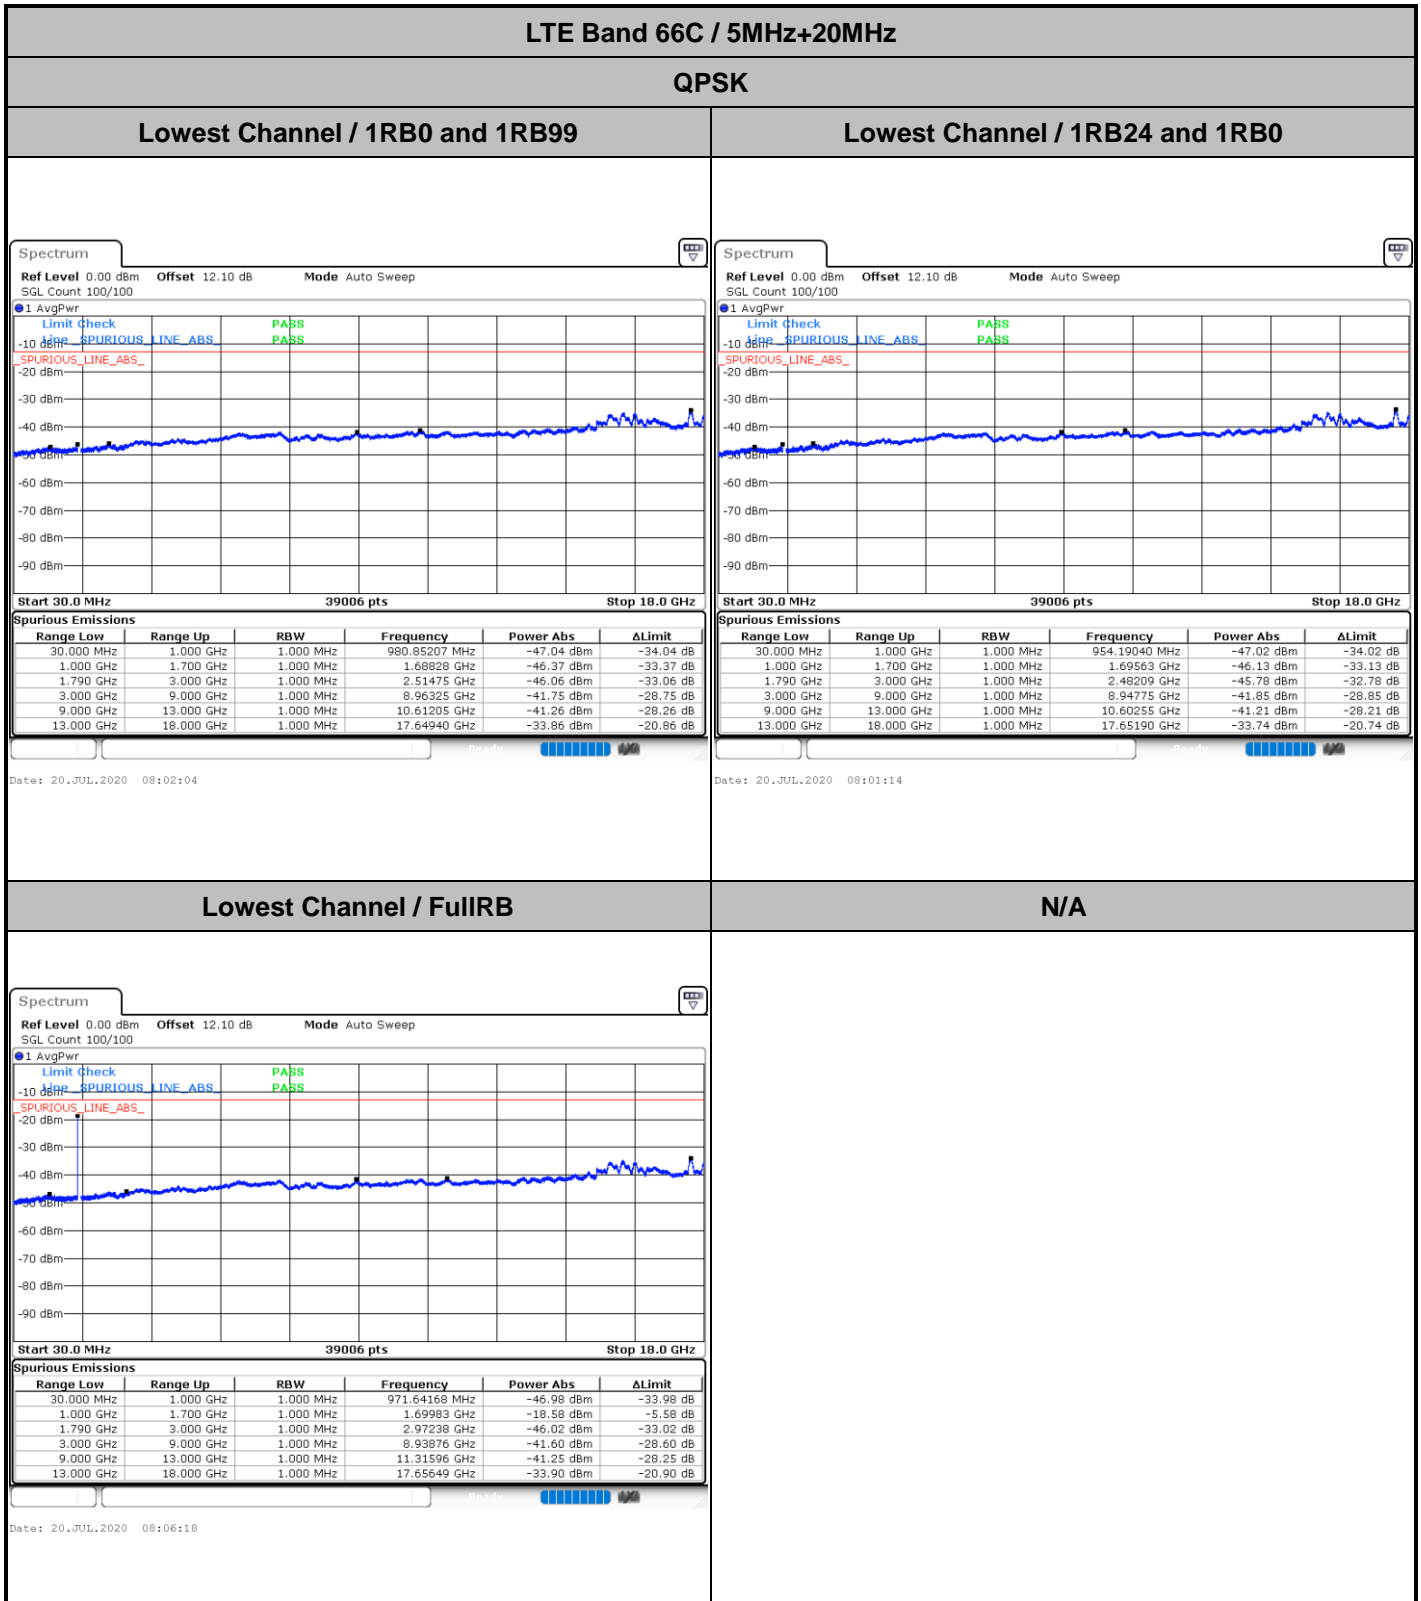 LTE Band 66C / 5MHz+20MHz
QPSK
Lowest Channel / 1RB0 and 1RB99
Lowest Channel / 1RB24 and 1RB0
Spectrum
Ref Level 0.00 dBm Offset 12.10 dB Mode Auto Sweep
SGL Count 100/100
1 AvgPwr
Limit Check PASS
Line _SPURIOUS_LINE_ABS_ PASS
-10 dBm
_SPURIOUS_LINE_ABS_
-20 dBm
-30 dBm
-40 dBm
-50 dBm
-60 dBm
-70 dBm
-80 dBm
-90 dBm
Start 30.0 MHz 39006 pts Stop 18.0 GHz
Spurious Emissions
Range Low Range Up RBW Frequency Power Abs ΔLimit
30.000 MHz 1.000 GHz 1.000 MHz 980.85207 MHz -47.04 dBm -34.04 dB
1.000 GHz 1.700 GHz 1.000 MHz 1.68828 GHz -46.37 dBm -33.37 dB
1.790 GHz 3.000 GHz 1.000 MHz 2.51475 GHz -46.06 dBm -33.06 dB
3.000 GHz 9.000 GHz 1.000 MHz 8.96325 GHz -41.75 dBm -28.75 dB
9.000 GHz 13.000 GHz 1.000 MHz 10.61205 GHz -41.26 dBm -28.26 dB
13.000 GHz 18.000 GHz 1.000 MHz 17.64940 GHz -33.86 dBm -20.86 dB
Ready
Date: 20.JUL.2020 08:02:04
Spectrum
Ref Level 0.00 dBm Offset 12.10 dB Mode Auto Sweep
SGL Count 100/100
1 AvgPwr
Limit Check PASS
Line _SPURIOUS_LINE_ABS_ PASS
-10 dBm
_SPURIOUS_LINE_ABS_
-20 dBm
-30 dBm
-40 dBm
-50 dBm
-60 dBm
-70 dBm
-80 dBm
-90 dBm
Start 30.0 MHz 39006 pts Stop 18.0 GHz
Spurious Emissions
Range Low Range Up RBW Frequency Power Abs ΔLimit
30.000 MHz 1.000 GHz 1.000 MHz 954.19040 MHz -47.02 dBm -34.02 dB
1.000 GHz 1.700 GHz 1.000 MHz 1.69563 GHz -46.13 dBm -33.13 dB
1.790 GHz 3.000 GHz 1.000 MHz 2.48209 GHz -45.78 dBm -32.78 dB
3.000 GHz 9.000 GHz 1.000 MHz 8.94775 GHz -41.85 dBm -28.85 dB
9.000 GHz 13.000 GHz 1.000 MHz 10.60255 GHz -41.21 dBm -28.21 dB
13.000 GHz 18.000 GHz 1.000 MHz 17.65190 GHz -33.74 dBm -20.74 dB
Ready
Date: 20.JUL.2020 08:01:14
Lowest Channel / FullRB
N/A
Spectrum
Ref Level 0.00 dBm Offset 12.10 dB Mode Auto Sweep
SGL Count 100/100
1 AvgPwr
Limit Check PASS
Line _SPURIOUS_LINE_ABS_ PASS
-10 dBm
_SPURIOUS_LINE_ABS_
-20 dBm
-30 dBm
-40 dBm
-50 dBm
-60 dBm
-70 dBm
-80 dBm
-90 dBm
Start 30.0 MHz 39006 pts Stop 18.0 GHz
Spurious Emissions
Range Low Range Up RBW Frequency Power Abs ΔLimit
30.000 MHz 1.000 GHz 1.000 MHz 971.64168 MHz -46.98 dBm -33.98 dB
1.000 GHz 1.700 GHz 1.000 MHz 1.69983 GHz -18.58 dBm -5.58 dB
1.790 GHz 3.000 GHz 1.000 MHz 2.97238 GHz -46.02 dBm -33.02 dB
3.000 GHz 9.000 GHz 1.000 MHz 8.93876 GHz -41.60 dBm -28.60 dB
9.000 GHz 13.000 GHz 1.000 MHz 11.31596 GHz -41.25 dBm -28.25 dB
13.000 GHz 18.000 GHz 1.000 MHz 17.65649 GHz -33.90 dBm -20.90 dB
Ready
Date: 20.JUL.2020 08:06:18